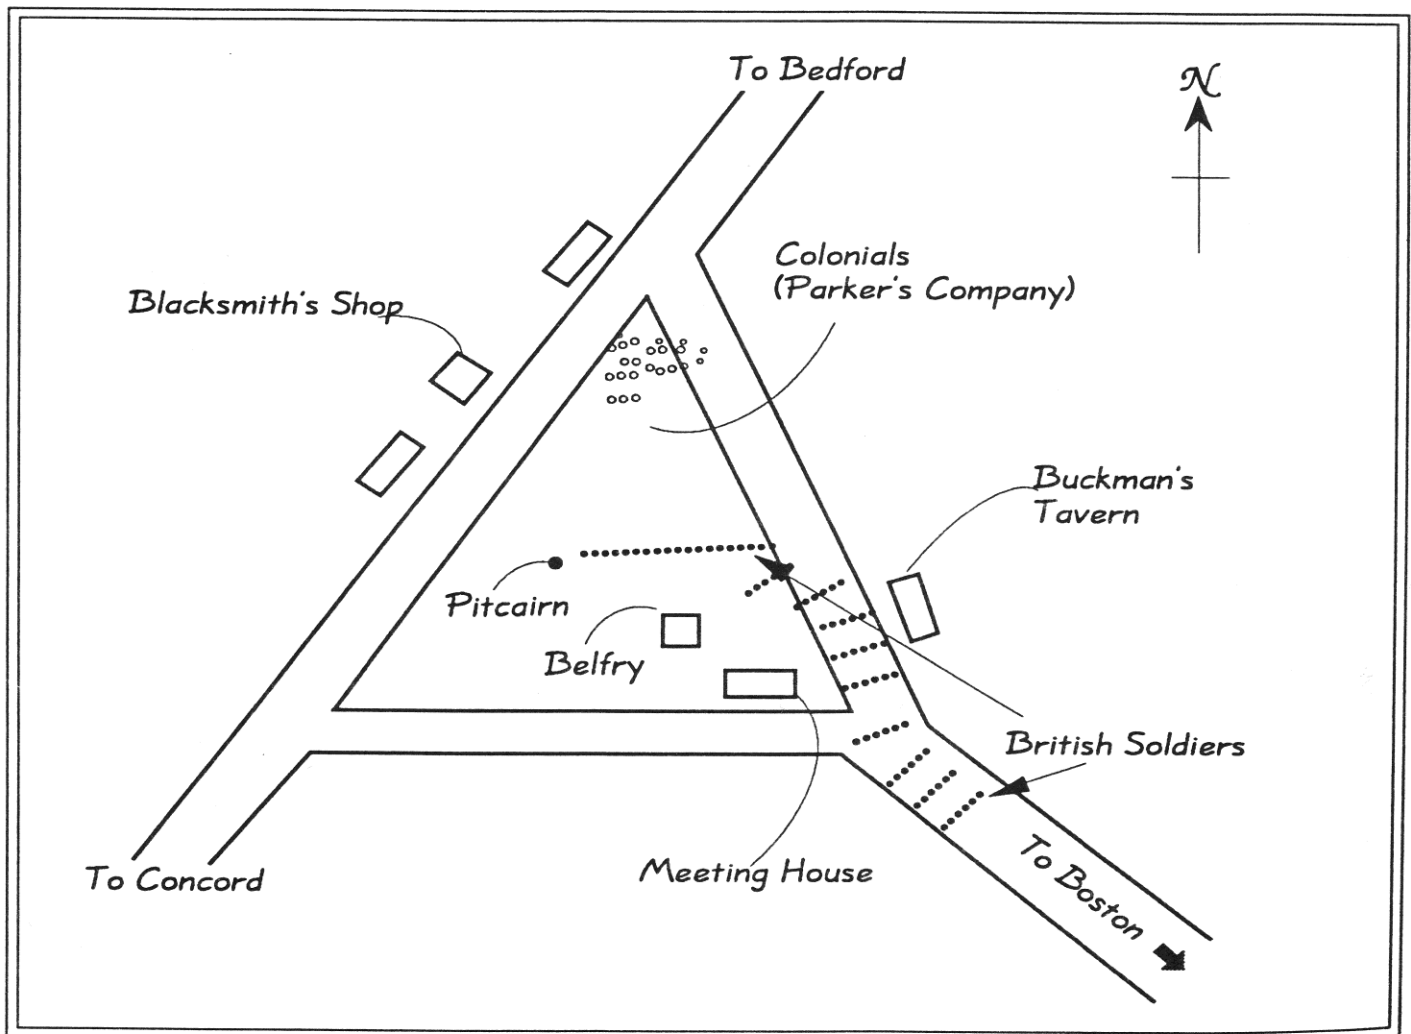 To Bedford
N
Colonials
(Parker's Company)
Blacksmith's Shop
Buckman's
Tavern
Pitcairn
Belfry
British Soldiers
Meeting House
To Concord
To Boston